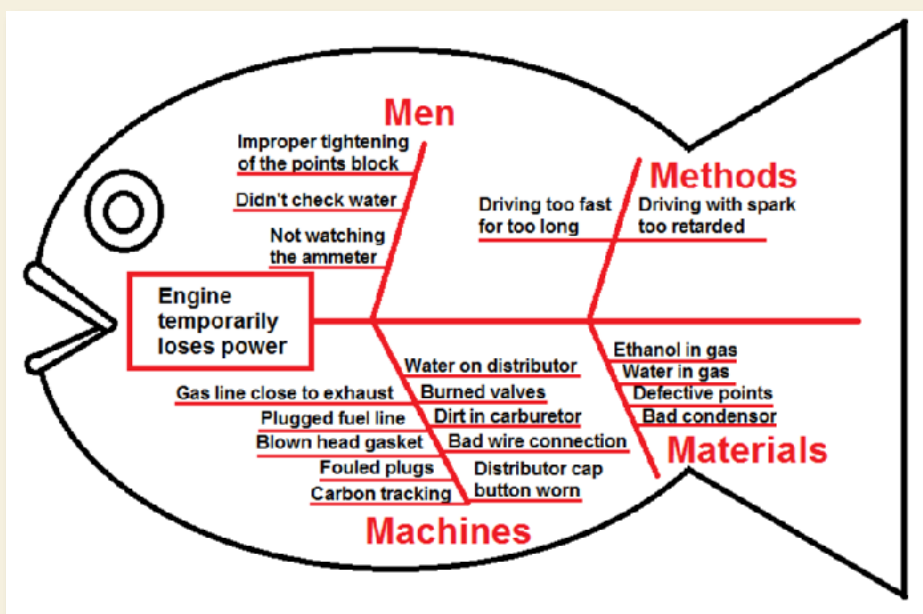 Men
Improper tightening
of the points block
Didn't check water
Not watching
the ammeter
Methods
Driving too fast
for too long
Driving with spark
too retarded
Engine
temporarily
loses power
Water on distributor
Gas line close to exhaust
Burned valves
Plugged fuel line
Dirt in carburetor
Blown head gasket
Bad wire connection
Fouled plugs
Distributor cap
button worn
Carbon tracking
Machines
Ethanol in gas
Water in gas
Defective points
Bad condensor
Materials